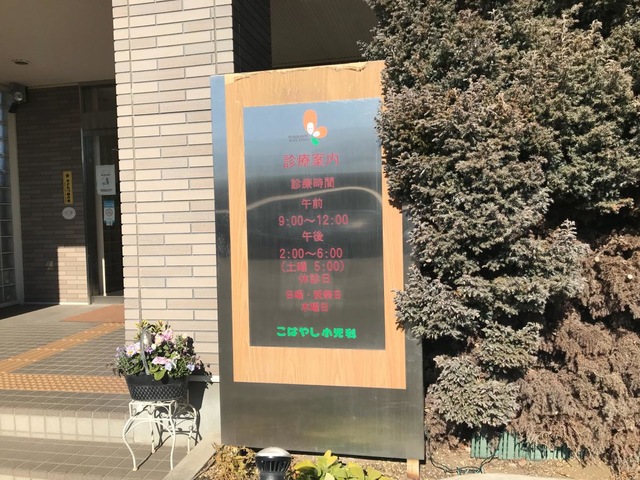 診療案内
診療時間
午前
9:00～12:00
午後
2:00～6:00
(土曜 5:00)
休診日
日曜・祝祭日
水曜日
こばやし小児科